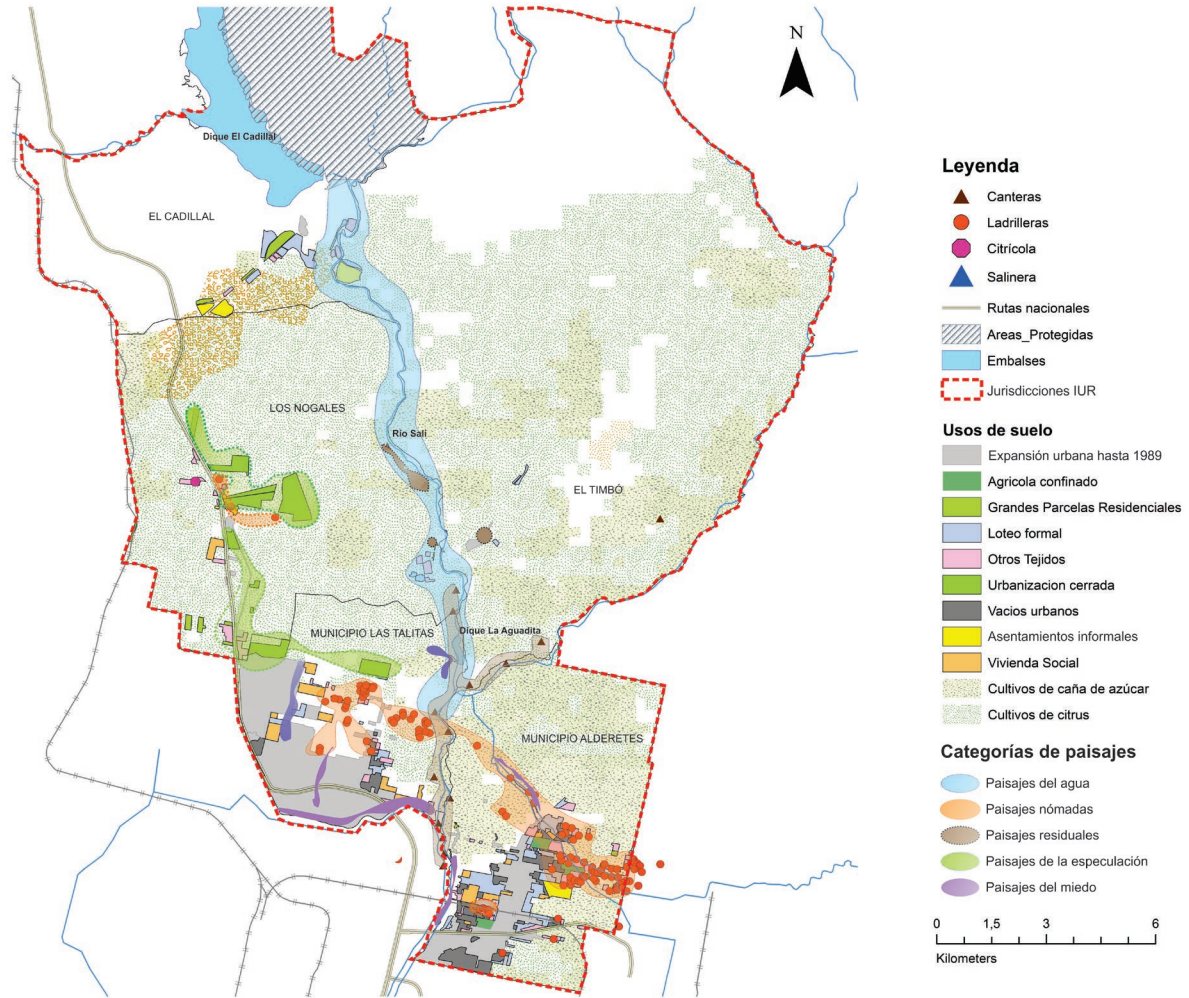 N
Dique El Cadillal
EL CADILLAL
LOS NOGALES
Rio Salí
EL TIMBÓ
MUNICIPIO LAS TALITAS
Dique La Aguadita
MUNICIPIO ALDERETES
Leyenda
Canteras
Ladrilleras
Citrícola
Salinera
Rutas nacionales
Areas_Protegidas
Embalses
Jurisdicciones IUR
Usos de suelo
Expansión urbana hasta 1989
Agricola confinado
Grandes Parcelas Residenciales
Loteo formal
Otros Tejidos
Urbanizacion cerrada
Vacios urbanos
Asentamientos informales
Vivienda Social
Cultivos de caña de azúcar
Cultivos de citrus
Categorías de paisajes
Paisajes del agua
Paisajes nómadas
Paisajes residuales
Paisajes de la especulación
Paisajes del miedo
0 1,5 3 6
Kilometers